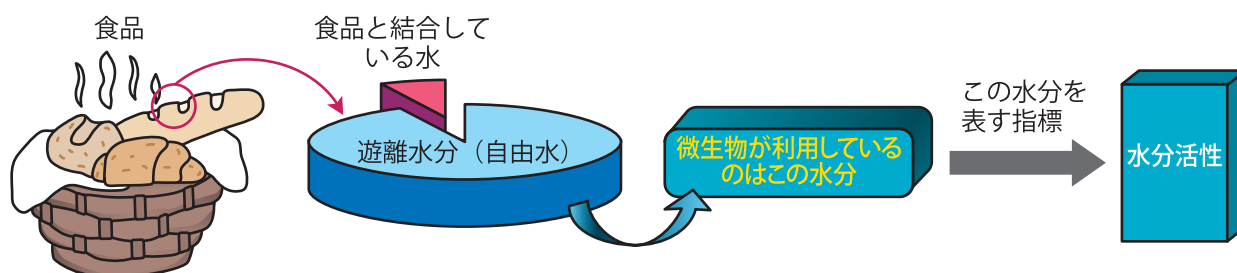 食品
食品と結合して
いる水
遊離水分（自由水）
微生物が利用している
のはこの水分
この水分を
表す指標
水分活性